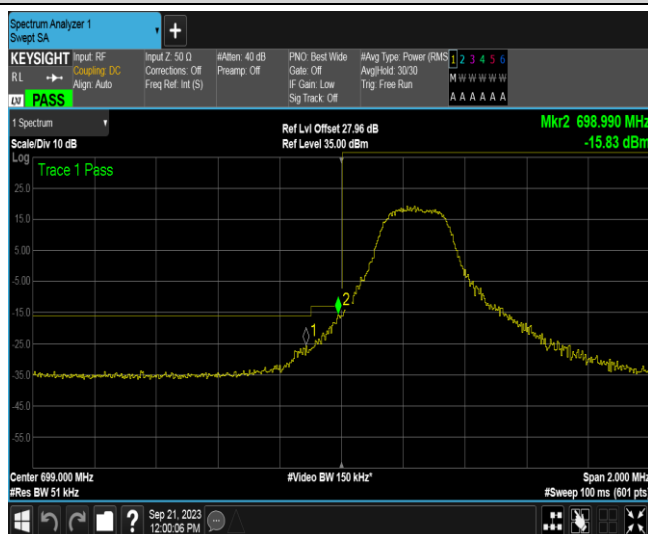 Spectrum Analyzer 1
Swept SA
+
KEYSIGHT
RL
LXI PASS
Input: RF
Coupling: DC
Align: Auto
Input Z: 50 Ω
Corrections: Off
Freq Ref: Int (S)
#Atten: 40 dB
Preamp: Off
PNO: Best Wide
Gate: Off
IF Gain: Low
Sig Track: Off
#Avg Type: Power (RMS
Avg|Hold: 30/30
Trig: Free Run
1 2 3 4 5 6
M W W W W W
A A A A A A
1 Spectrum
Scale/Div 10 dB
Ref Lvl Offset 27.96 dB
Ref Level 35.00 dBm
Mkr2 698.990 MHz
-15.83 dBm
Log
Trace 1 Pass
25.0
15.0
5.00
-5.00
-15.0
-25.0
-35.0
-45.0
-55.0
1
2
Center 699.000 MHz
#Res BW 51 kHz
#Video BW 150 kHz*
Span 2.000 MHz
#Sweep 100 ms (601 pts)
?
Sep 21, 2023
12:00:06 PM